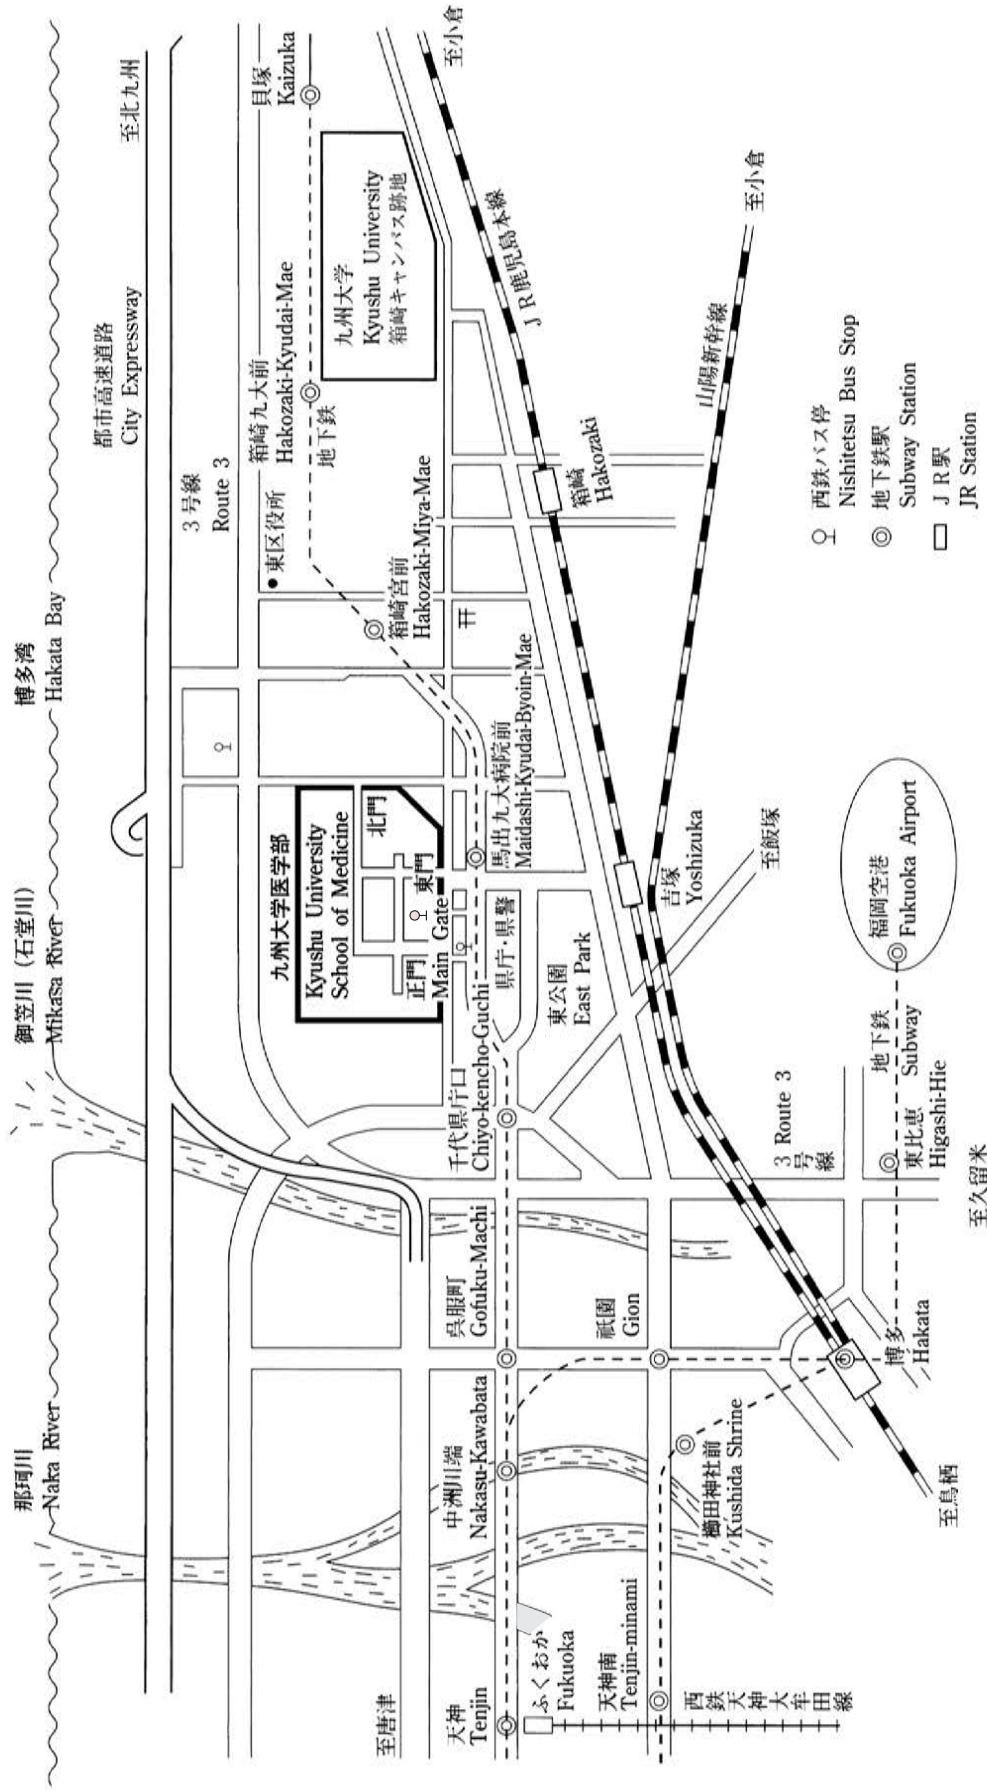 那珂川
Naka River
御笠川（石堂川）
Mikasa River
博多湾
Hakata Bay
都市高速道路
City Expressway
至北九州
3号線
Route 3
九州大学医学部
Kyushu University
School of Medicine
北門
東門
正門
Main Gate
東区役所
箱崎九大前
Hakozaki-Kyudai-Mae
地下鉄
貝塚
Kaizuka
九州大学
Kyushu University
箱崎キャンパス跡地
箱崎宮前
Hakozaki-Miya-Mae
至小倉
ＪＲ鹿児島本線
至唐津
天神
Tenjin
中洲川端
Nakasu-Kawabata
呉服町
Gofuku-Machi
千代県庁口
Chiyo-kencho-Guchi
県庁・県警
馬出九大病院前
Maidashi-Kyudai-Byoin-Mae
ふくおか
Fukuoka
天神南
Tenjin-minami
祇園
Gion
東公園
East Park
箱崎
Hakozaki
西鉄天神大牟田線
櫛田神社前
Kushida Shrine
吉塚
Yoshizuka
山陽新幹線
至小倉
至飯塚
3号線
Route 3
博多
Hakata
東比恵
Higashi-Hie
地下鉄
Subway
福岡空港
Fukuoka Airport
至鳥栖
至久留米
西鉄バス停
Nishitetsu Bus Stop
地下鉄駅
Subway Station
ＪＲ駅
JR Station